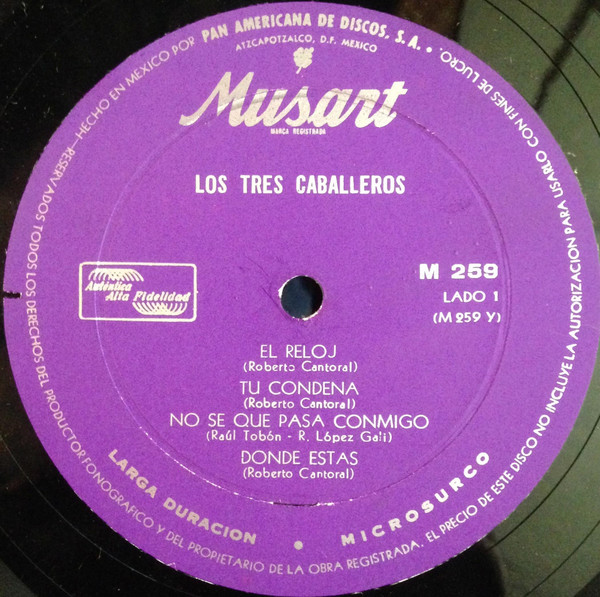 RESERVADOS TODOS LOS DERECHOS DEL PRODUCTOR FONOGRAFICO Y DEL PROPIETARIO DE LA OBRA REGISTRADA. EL PRECIO DE ESTE DISCO NO INCLUYE LA AUTORIZACION PARA USARLO CON FINES DE LUCRO.
HECHO EN MEXICO POR PAN AMERICANA DE DISCOS, S.A.
ATZCAPOTZALCO, D.F. MEXICO
Musart
MARCA REGISTRADA
LOS TRES CABALLEROS
Auténtica
Alta Fidelidad
M 259
LADO 1
(M 259 Y)
EL RELOJ
(Roberto Cantoral)
TU CONDENA
(Roberto Cantoral)
NO SE QUE PASA CONMIGO
(Raúl Tobón - R. López Gali)
DONDE ESTAS
(Roberto Cantoral)
LARGA DURACION • MICROSURCO